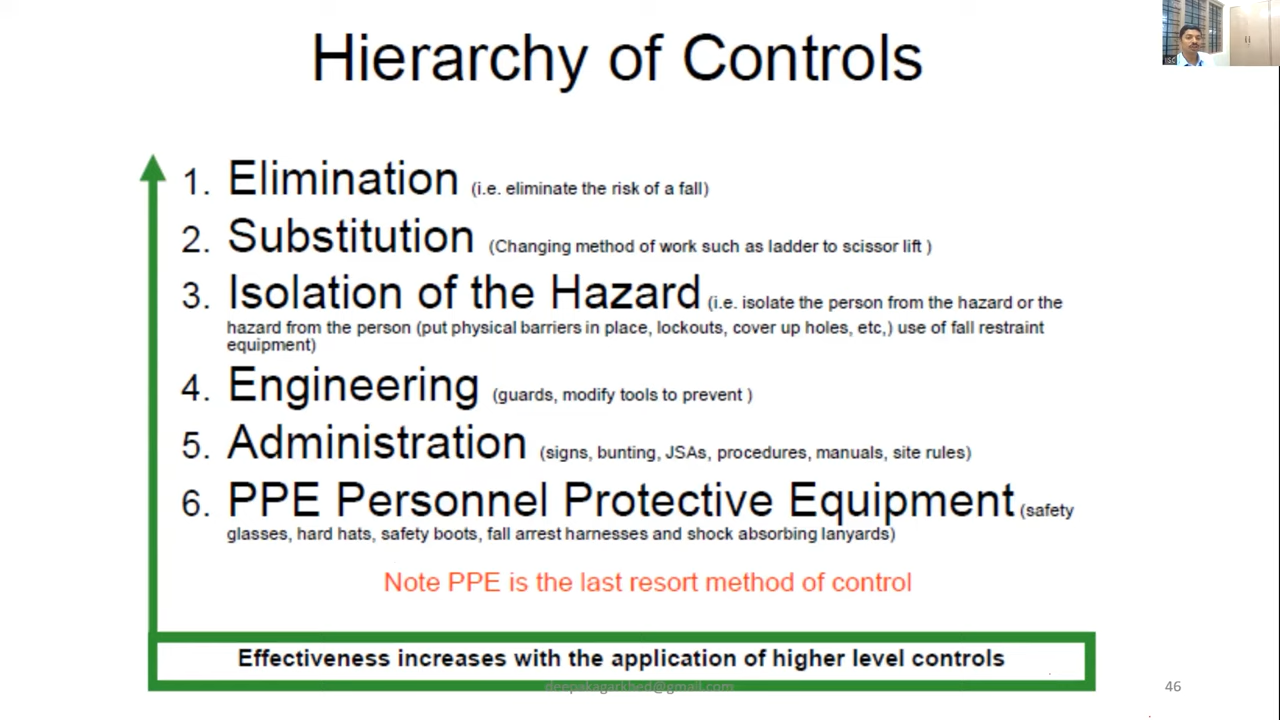 Hierarchy of Controls
1. Elimination (i.e. eliminate the risk of a fall)
2. Substitution (Changing method of work such as ladder to scissor lift )
3. Isolation of the Hazard (i.e. isolate the person from the hazard or the
hazard from the person (put physical barriers in place, lockouts, cover up holes, etc,) use of fall restraint
equipment)
4. Engineering (guards, modify tools to prevent )
5. Administration (signs, bunting, JSAs, procedures, manuals, site rules)
6. PPE Personnel Protective Equipment (safety
glasses, hard hats, safety boots, fall arrest harnesses and shock absorbing lanyards)
Note PPE is the last resort method of control
Effectiveness increases with the application of higher level controls
deepakagarkhed@gmail.com
46